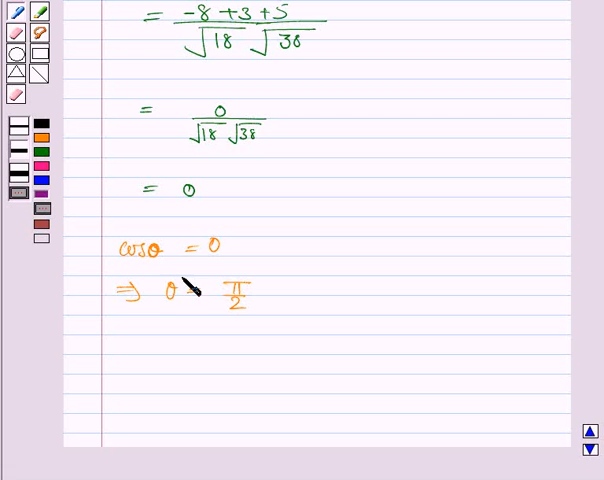 = -8 + 3 + 5 / √18 √38
= 0 / √18 √38
= 0
cosθ = 0
⇒ θ = π/2